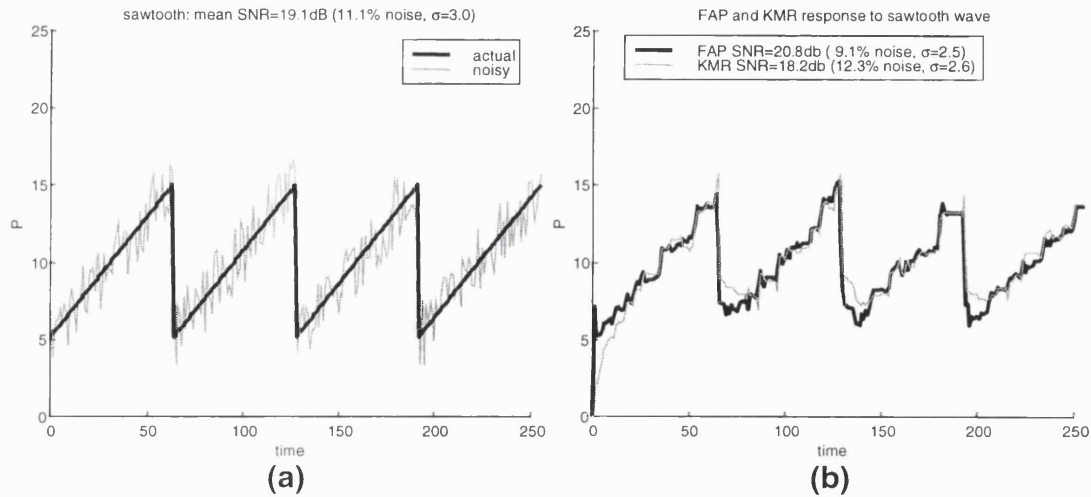 sawtooth: mean SNR=19.1dB (11.1% noise, σ=3.0)
actual
noisy
25
20
15
10
5
0
P
0 50 100 150 200 250
time
(a)
FAP and KMR response to sawtooth wave
FAP SNR=20.8db ( 9.1% noise, σ=2.5)
KMR SNR=18.2db (12.3% noise, σ=2.6)
25
20
15
10
5
0
P
0 50 100 150 200 250
time
(b)